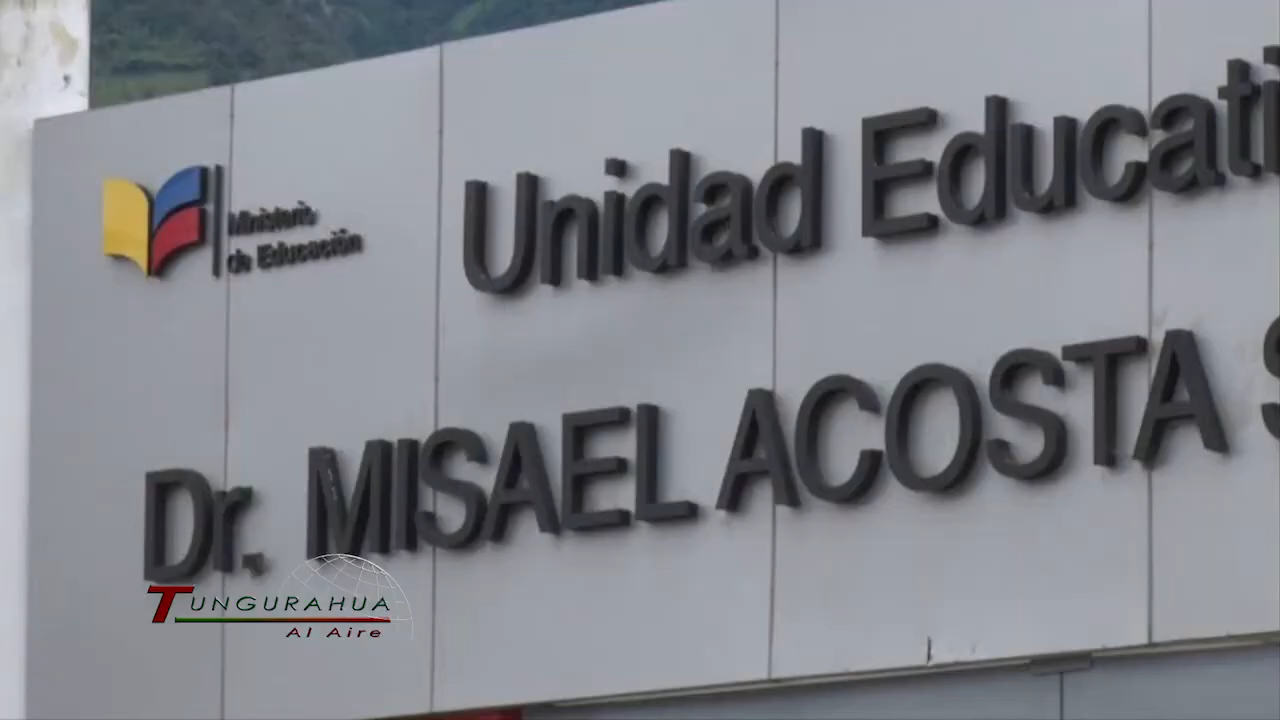 Ministerio
de Educación
Unidad Educati
Dr. MISAEL ACOSTA S
TUNGURAHUA
Al Aire